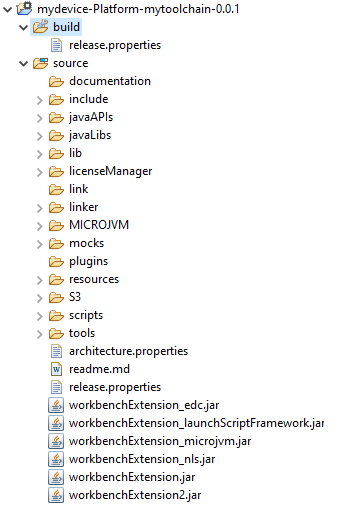 mydevice-Platform-mytoolchain-0.0.1
build
release.properties
source
documentation
include
javaAPIs
javaLibs
lib
licenseManager
link
linker
MICROJVM
mocks
plugins
resources
S3
scripts
tools
architecture.properties
readme.md
release.properties
workbenchExtension_edc.jar
workbenchExtension_launchScriptFramework.jar
workbenchExtension_microjvm.jar
workbenchExtension_nls.jar
workbenchExtension.jar
workbenchExtension2.jar